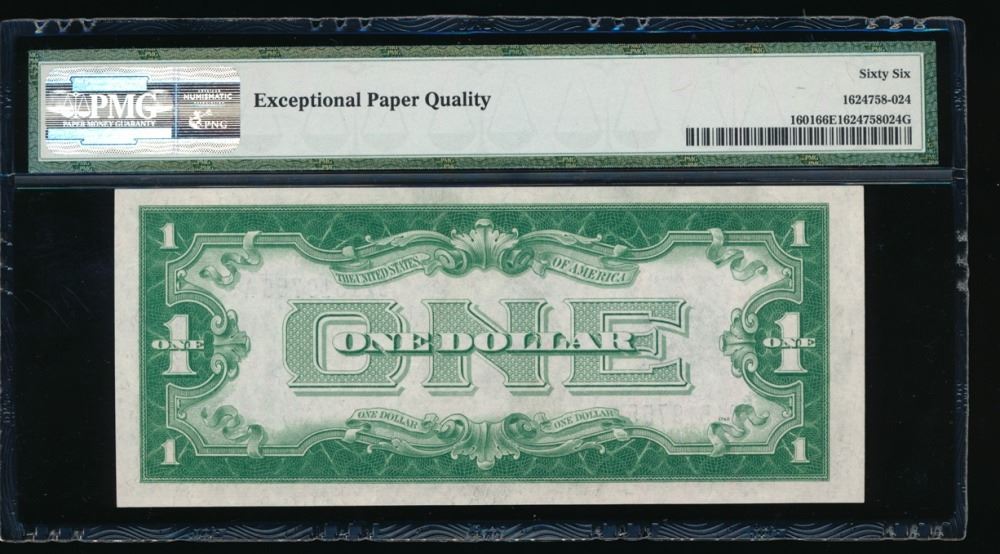 PMG
PAPER MONEY GUARANTY
NUMISMATIC
PNG
Exceptional Paper Quality
Sixty Six
1624758-024
160166E1624758024G
1
1
THE UNITED STATES
OF AMERICA
ONE
ONE DOLLAR
1
ONE
1
ONE
ONE DOLLAR
ONE DOLLAR
1
1